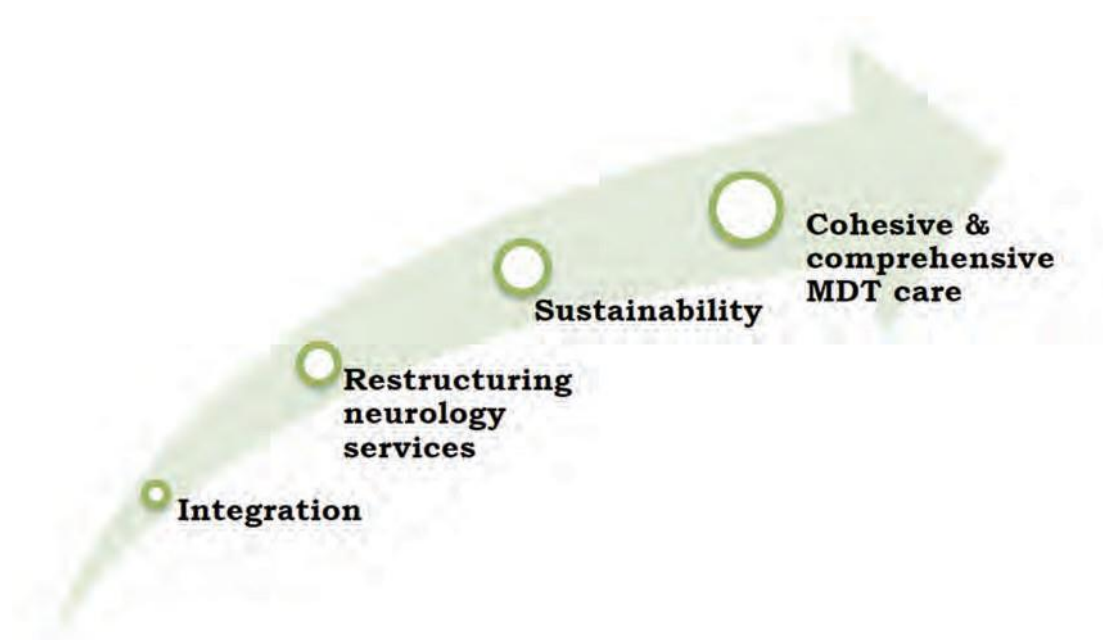 Cohesive &
comprehensive
MDT care
Sustainability
Restructuring
neurology
services
Integration